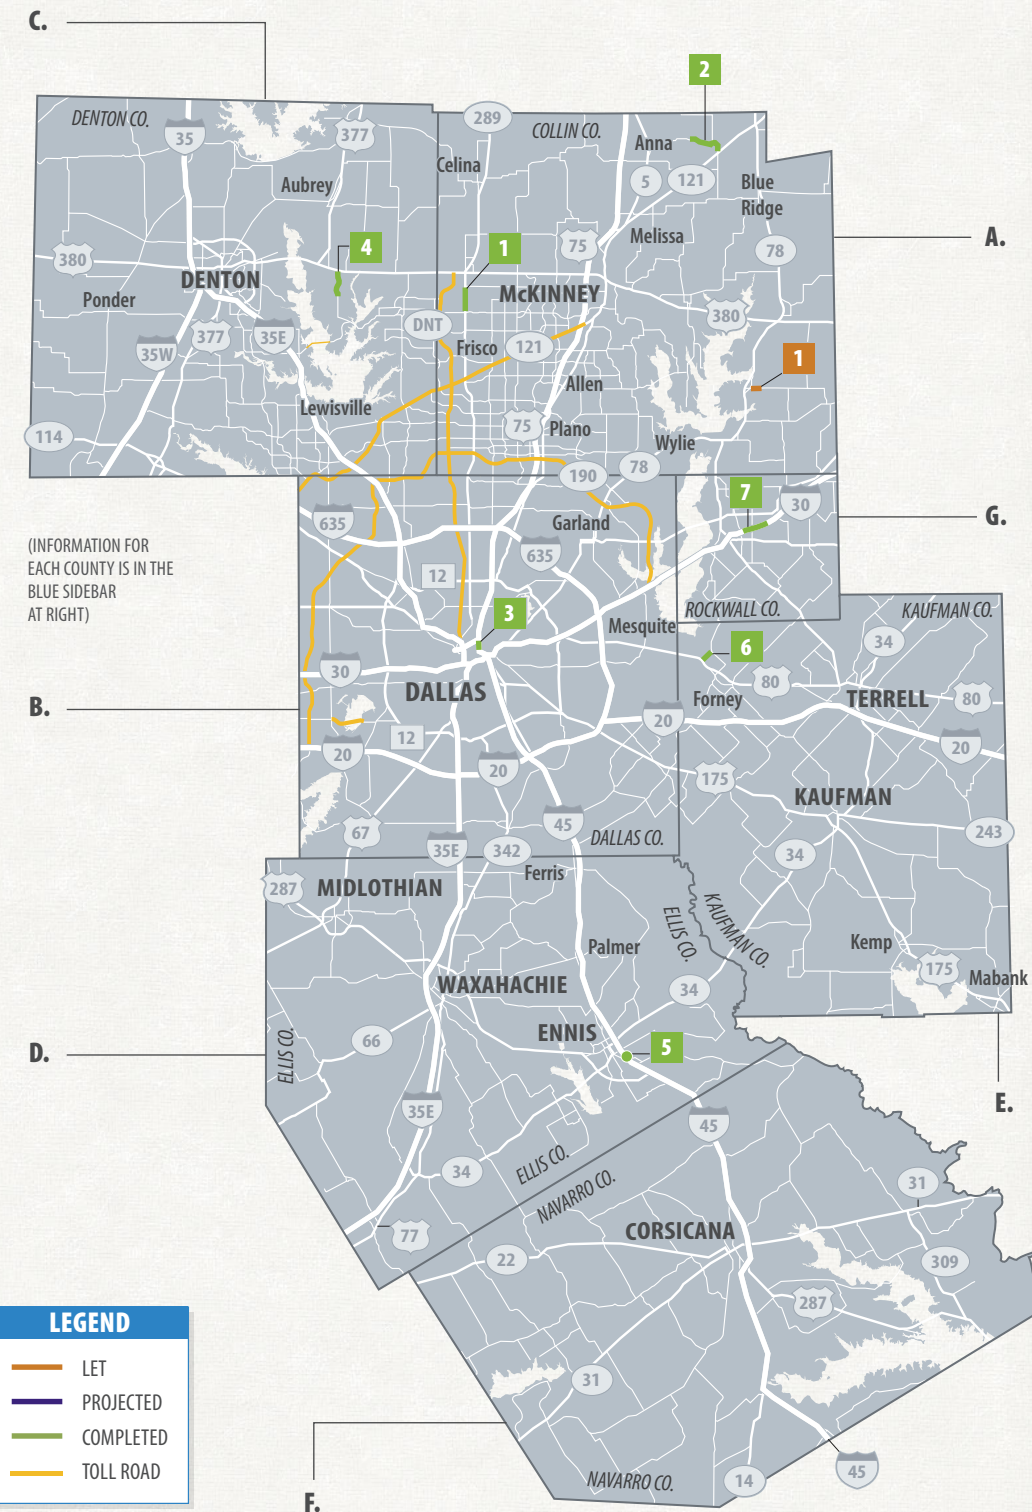 C.
2
DENTON CO.
35
377
289
COLLIN CO.
Anna
Celina
5
121
Blue
Ridge
Aubrey
Melissa
A.
4
1
75
78
380
DENTON
McKINNEY
Ponder
380
377
35E
DNT
121
Frisco
35W
1
Allen
Lewisville
75
Plano
114
Wylie
190
78
7
30
G.
635
Garland
635
(INFORMATION FOR
EACH COUNTY IS IN THE
BLUE SIDEBAR
AT RIGHT)
12
3
ROCKWALL CO.
KAUFMAN CO.
Mesquite
34
6
30
80
DALLAS
Forney
TERRELL
80
B.
20
12
20
20
20
175
KAUFMAN
45
67
DALLAS CO.
243
35E
342
34
Ferris
287
MIDLOTHIAN
ELLIS CO.
KAUFMAN CO.
Palmer
Kemp
175
Mabank
WAXAHACHIE
34
ENNIS
ELLIS CO.
66
5
D.
E.
35E
45
ELLIS CO.
34
31
NAVARRO CO.
77
CORSICANA
22
309
287
LEGEND
LET
PROJECTED
COMPLETED
TOLL ROAD
31
NAVARRO CO.
14
45
F.